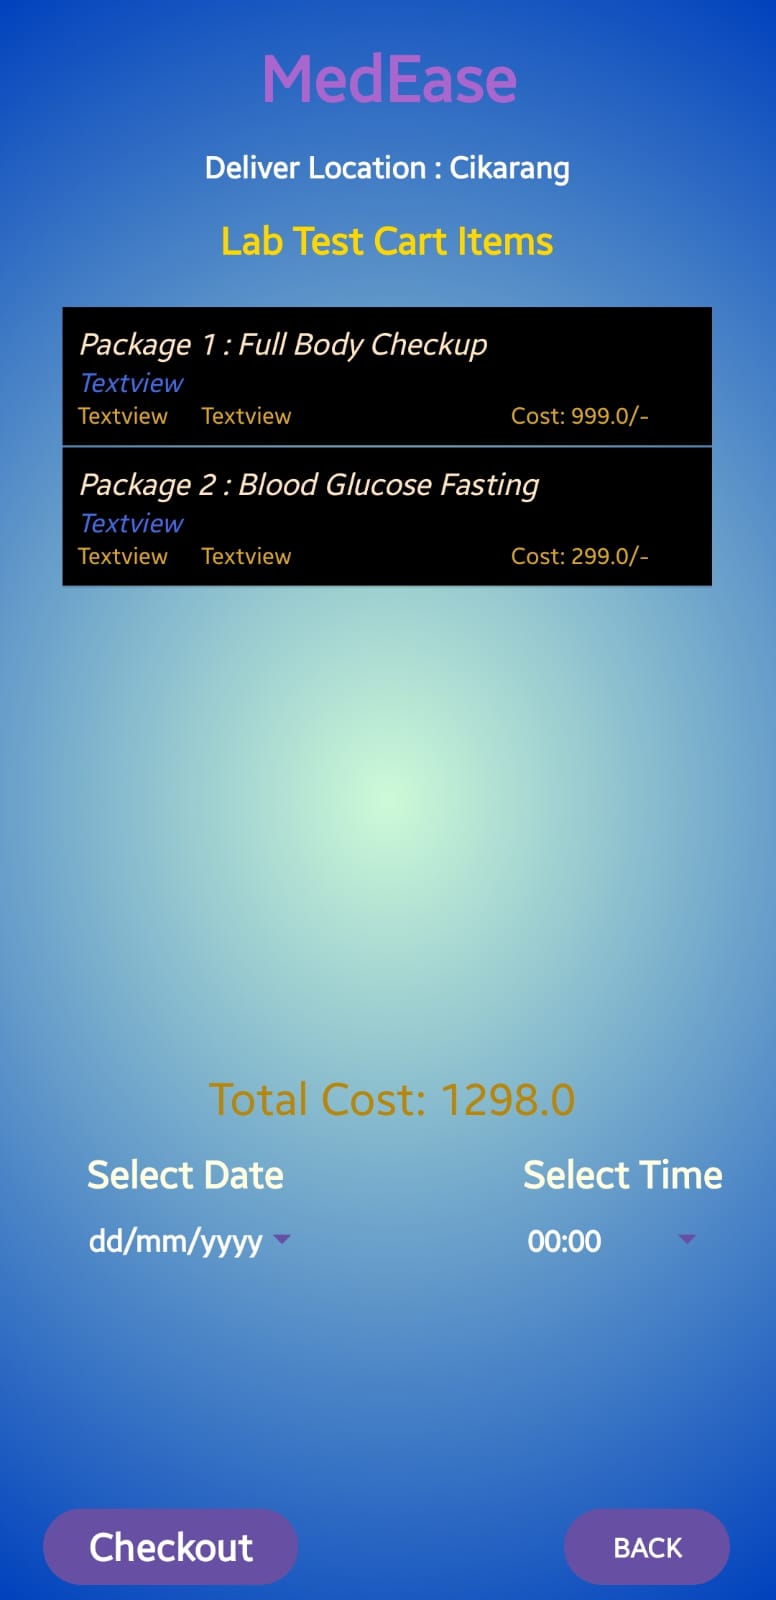 MedEase
Deliver Location : Cikarang
Lab Test Cart Items
Package 1 : Full Body Checkup
Textview
Textview Textview Cost: 999.0/-
Package 2 : Blood Glucose Fasting
Textview
Textview Textview Cost: 299.0/-
Total Cost: 1298.0
Select Date Select Time
dd/mm/yyyy 00:00
Checkout BACK